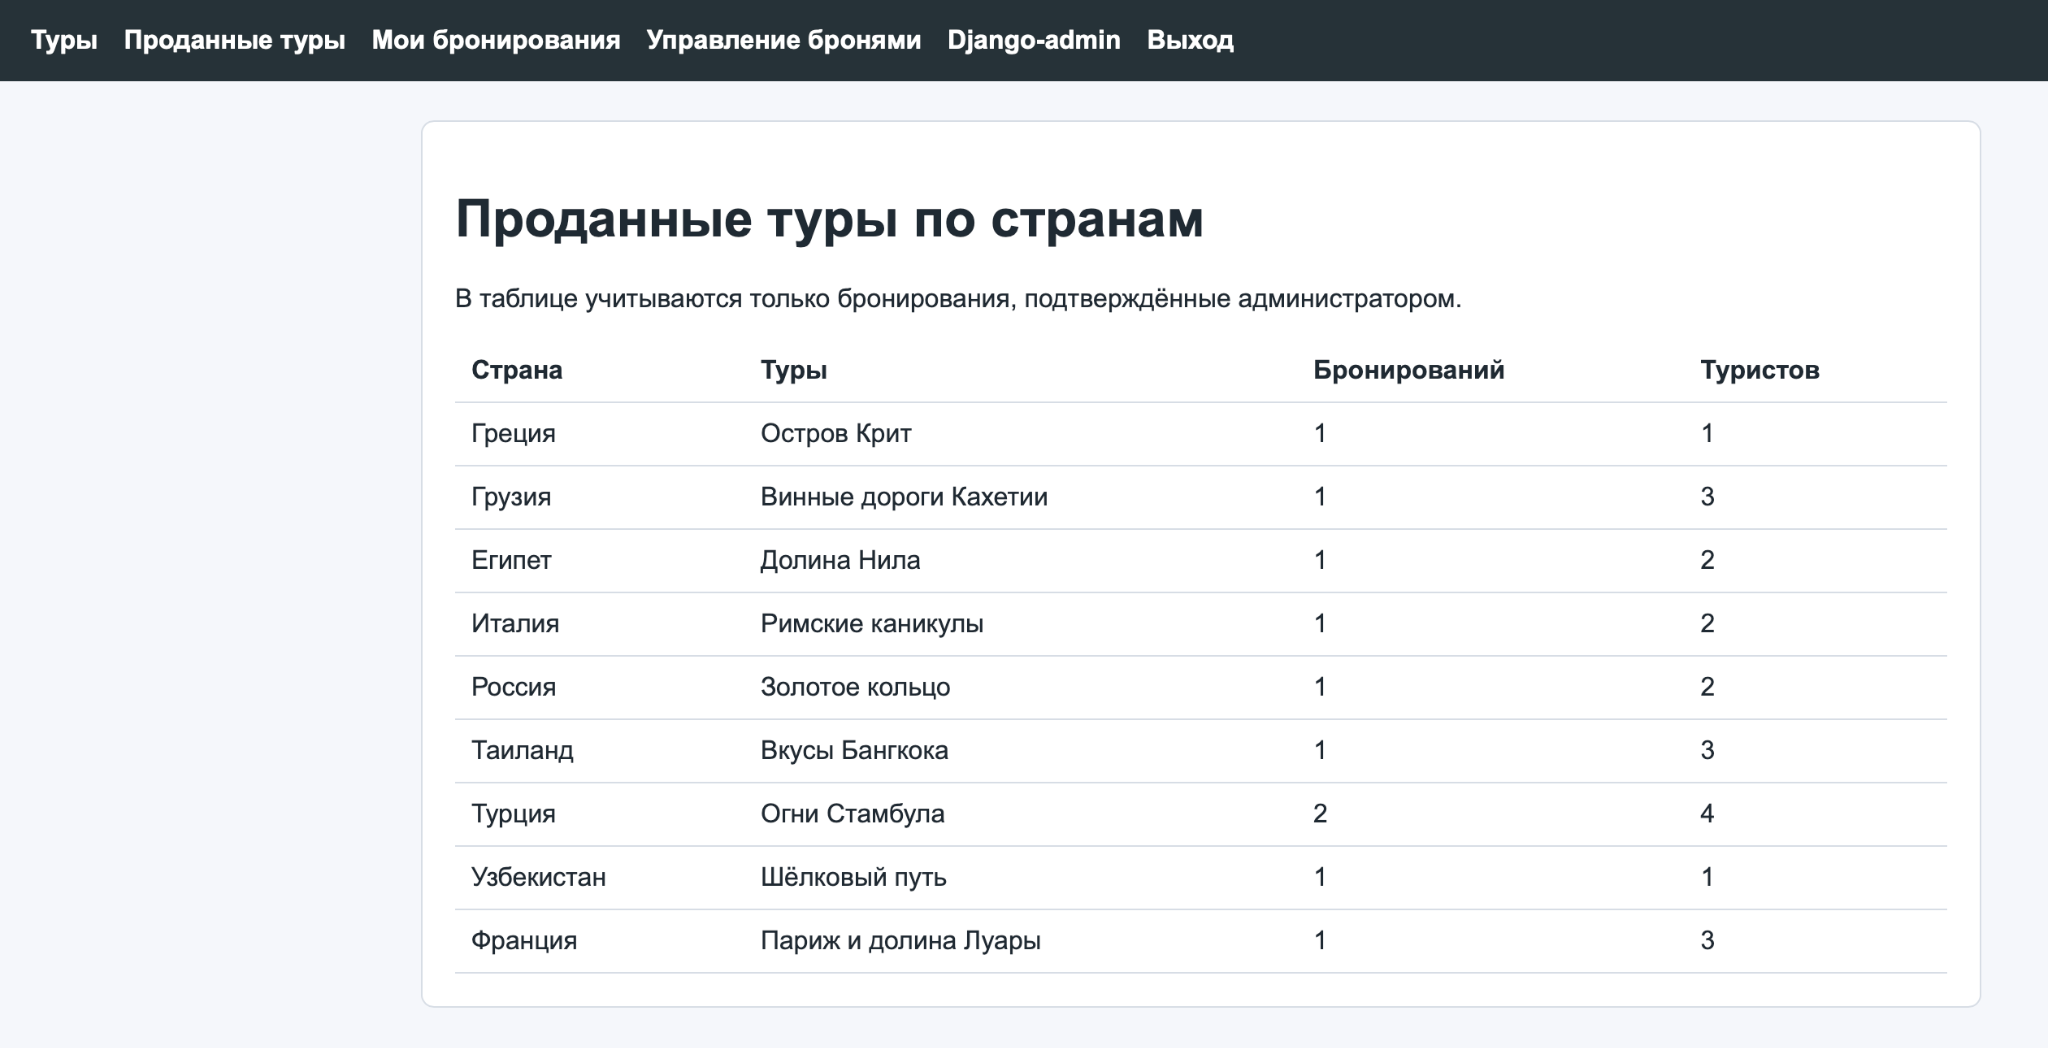 Туры Проданные туры Мои бронирования Управление бронями Django-admin Выход
Проданные туры по странам
В таблице учитываются только бронирования, подтверждённые администратором.
Страна Туры Бронирований Туристов
Греция Остров Крит 1 1
Грузия Винные дороги Кахетии 1 3
Египет Долина Нила 1 2
Италия Римские каникулы 1 2
Россия Золотое кольцо 1 2
Таиланд Вкусы Бангкока 1 3
Турция Огни Стамбула 2 4
Узбекистан Шёлковый путь 1 1
Франция Париж и долина Луары 1 3